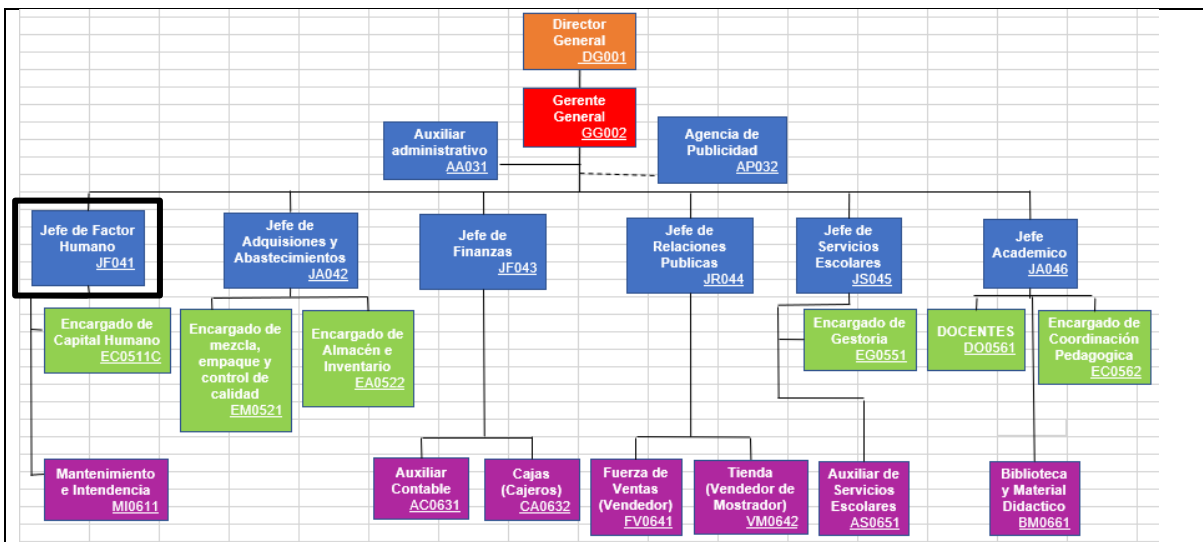 Director
General
DG001
Gerente
General
GG002
Auxiliar
administrativo
AA031
Agencia de
Publicidad
AP032
Jefe de Factor
Humano
JF041
Jefe de
Adquisiones y
Abastecimientos
JA042
Jefe de
Finanzas
JF043
Jefe de
Relaciones
Publicas
JR044
Jefe de
Servicios
Escolares
JS045
Jefe
Academico
JA046
Encargado de
Capital Humano
EC0511C
Encargado de
mezcla,
empaque y
control de
calidad
EM0521
Encargado de
Almacén e
Inventario
EA0522
Encargado de
Gestoria
EG0551
DOCENTES
DO0561
Encargado de
Coordinación
Pedagogica
EC0562
Mantenimiento
e Intendencia
MI0611
Auxiliar
Contable
AC0631
Cajas
(Cajeros)
CA0632
Fuerza de
Ventas
(Vendedor)
FV0641
Tienda
(Vendedor de
Mostrador)
VM0642
Auxiliar de
Servicios
Escolares
AS0651
Biblioteca
y Material
Didactico
BM0661